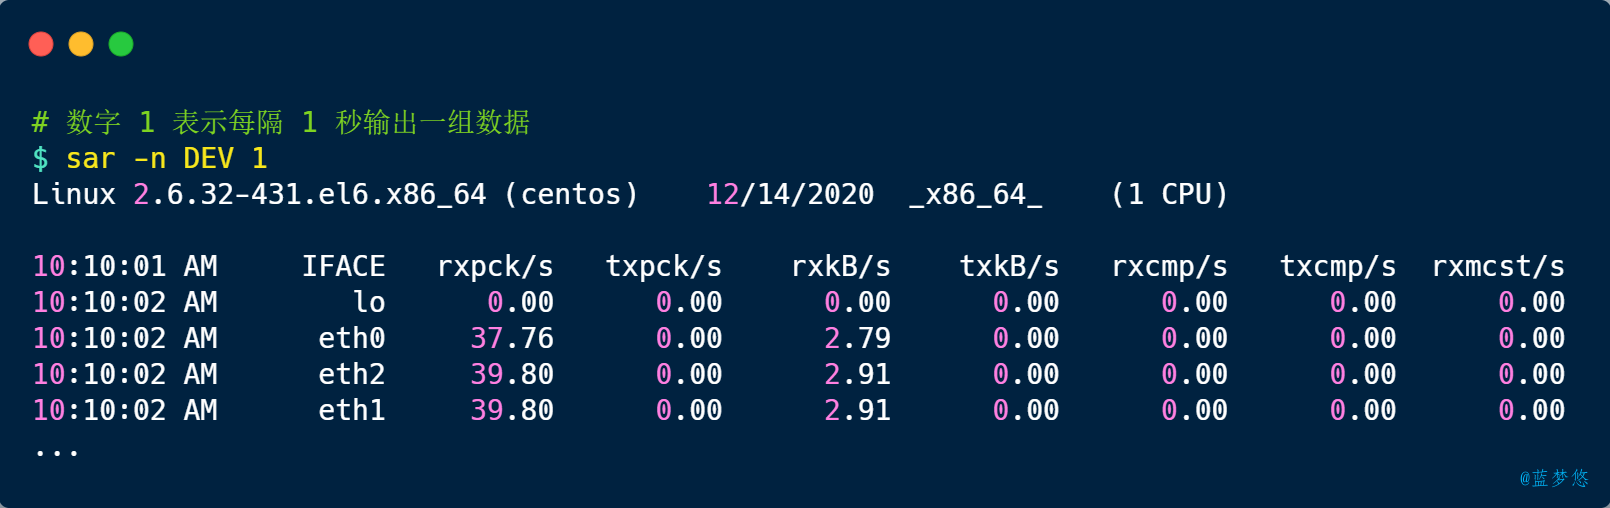 # 数字 1 表示每隔 1 秒输出一组数据
$ sar -n DEV 1
Linux 2.6.32-431.el6.x86_64 (centos)    12/14/2020  _x86_64_    (1 CPU)
10:10:01 AM     IFACE   rxpck/s   txpck/s    rxkB/s    txkB/s   rxcmp/s   txcmp/s  rxmcst/s
10:10:02 AM        lo      0.00      0.00      0.00      0.00      0.00      0.00      0.00
10:10:02 AM      eth0     37.76      0.00      2.79      0.00      0.00      0.00      0.00
10:10:02 AM      eth2     39.80      0.00      2.91      0.00      0.00      0.00      0.00
10:10:02 AM      eth1     39.80      0.00      2.91      0.00      0.00      0.00      0.00
...
@蓝梦悠